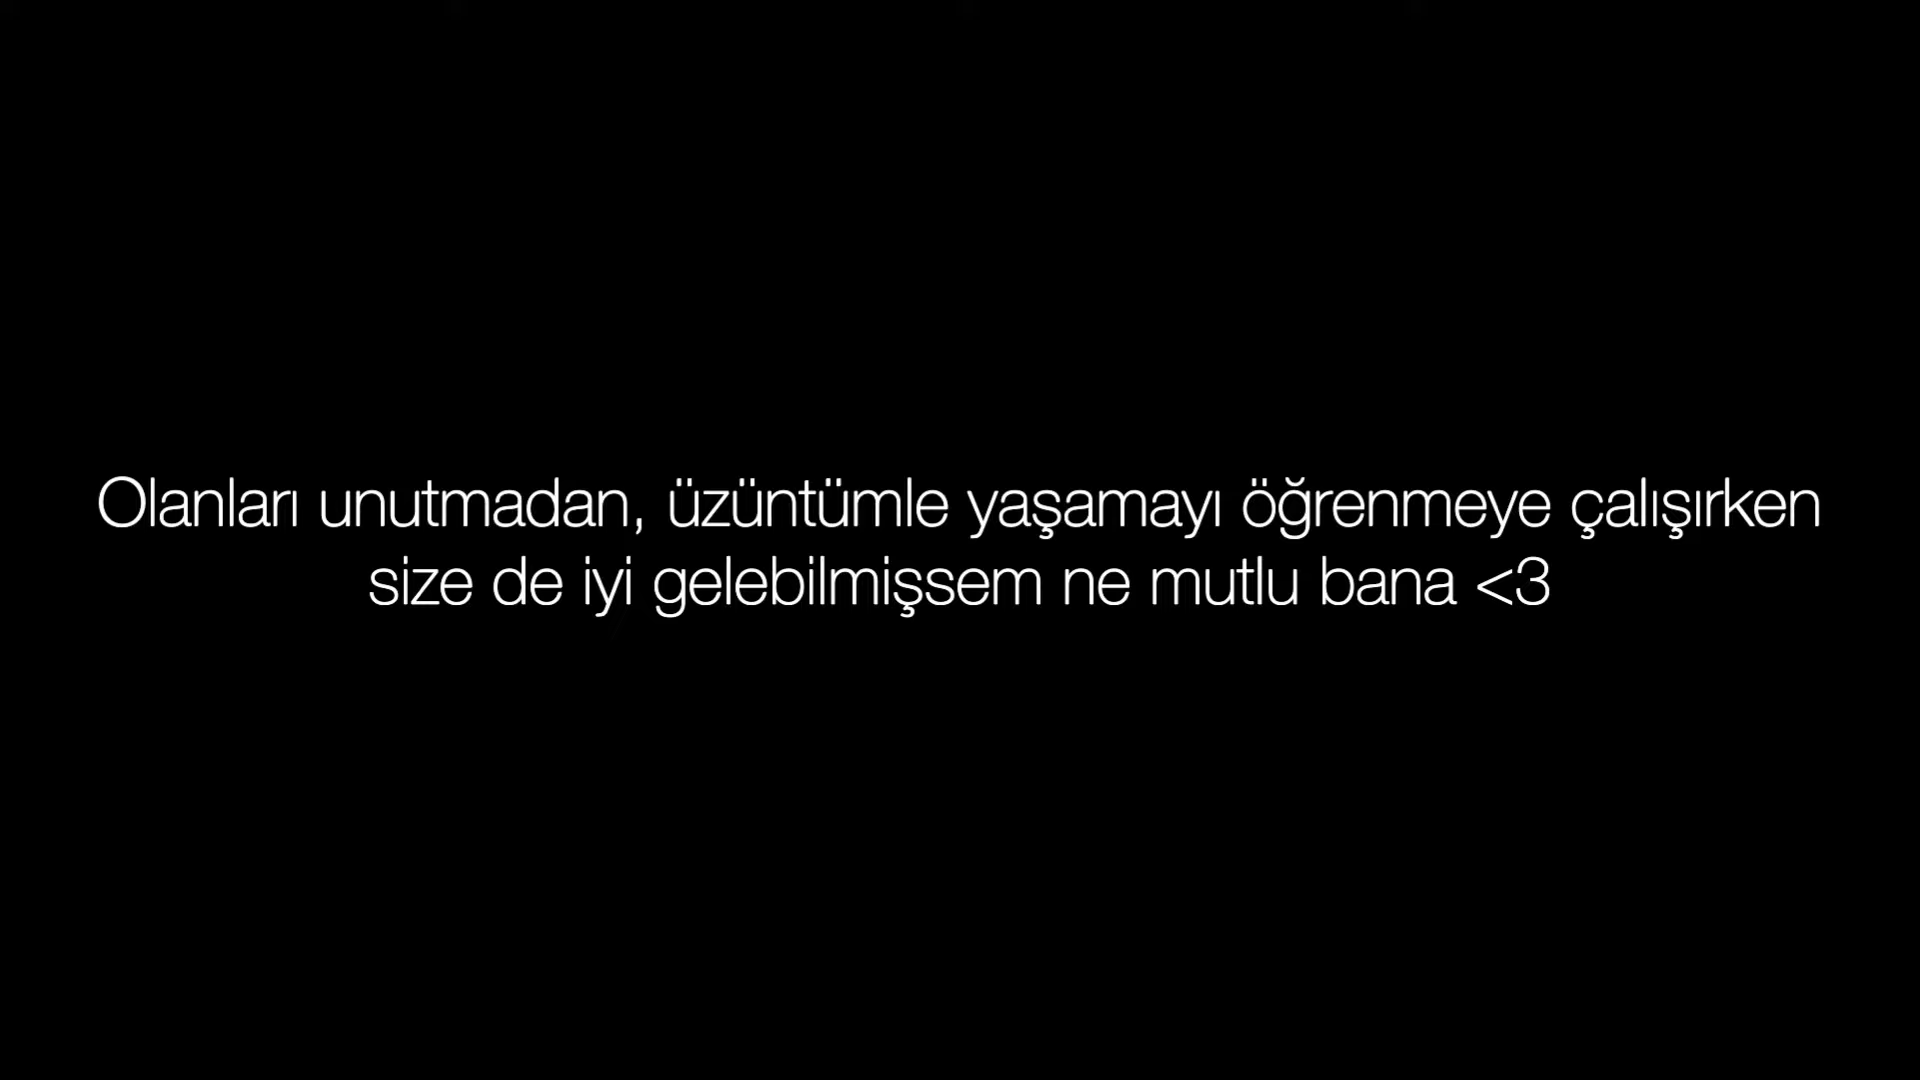 Olanları unutmadan, üzüntümle yaşamayı öğrenmeye çalışırken
size de iyi gelebilmişsem ne mutlu bana <3